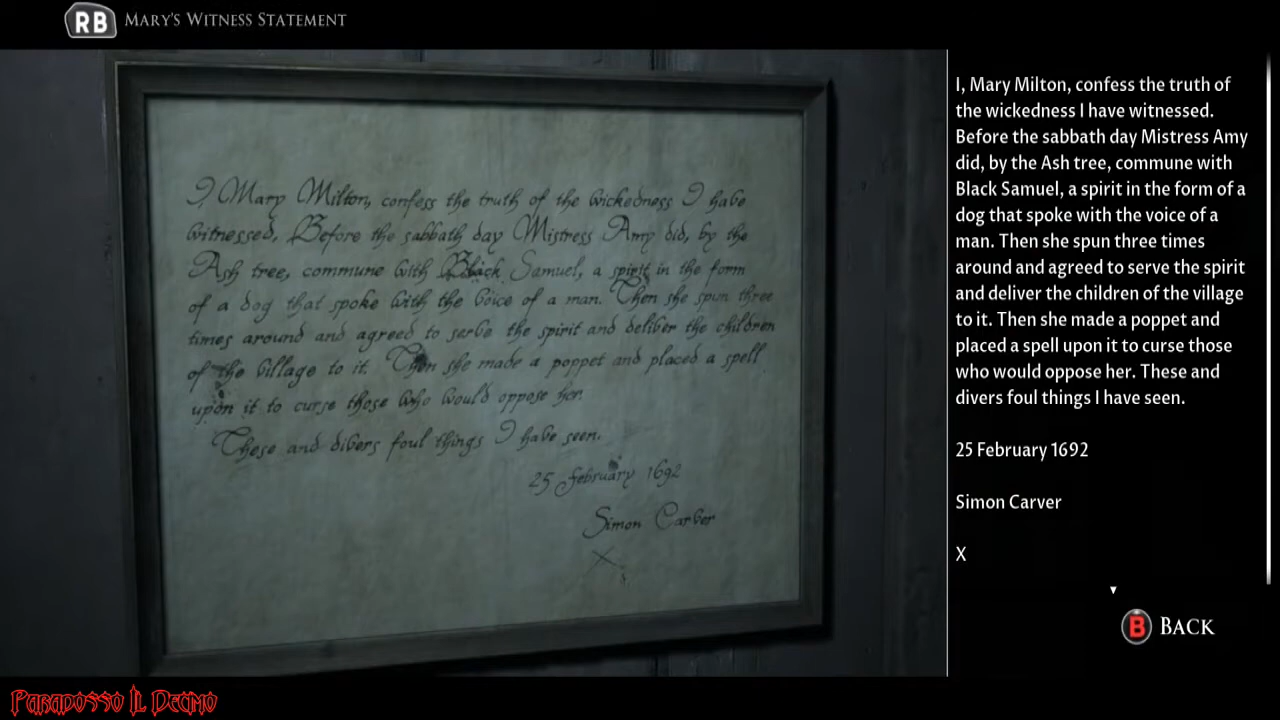 RB MARY'S WITNESS STATEMENT
I Mary Milton, confess the truth of the wickedness I have
witnessed, Before the sabbath day Mistress Amy did, by the
Ash tree, commune with Black Samuel, a spirit in the form
of a dog that spoke with the voice of a man. Then she spun three
times around and agreed to serve the spirit and deliver the children
of the village to it. Then she made a poppet and placed a spell
upon it to curse those who would oppose her.
These and divers foul things I have seen.
25 February 1692
Simon Carver
X
I, Mary Milton, confess the truth of
the wickedness I have witnessed.
Before the sabbath day Mistress Amy
did, by the Ash tree, commune with
Black Samuel, a spirit in the form of a
dog that spoke with the voice of a
man. Then she spun three times
around and agreed to serve the spirit
and deliver the children of the village
to it. Then she made a poppet and
placed a spell upon it to curse those
who would oppose her. These and
divers foul things I have seen.
25 February 1692
Simon Carver
X
B BACK
PARADOSSO IL DECIMO